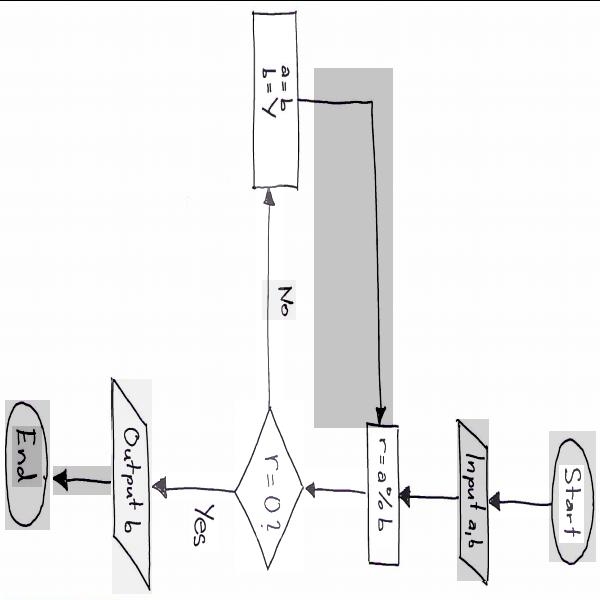 Start
Input a,b
r = a % b
r = 0?
No
a = b
b = y
Yes
Output b
End